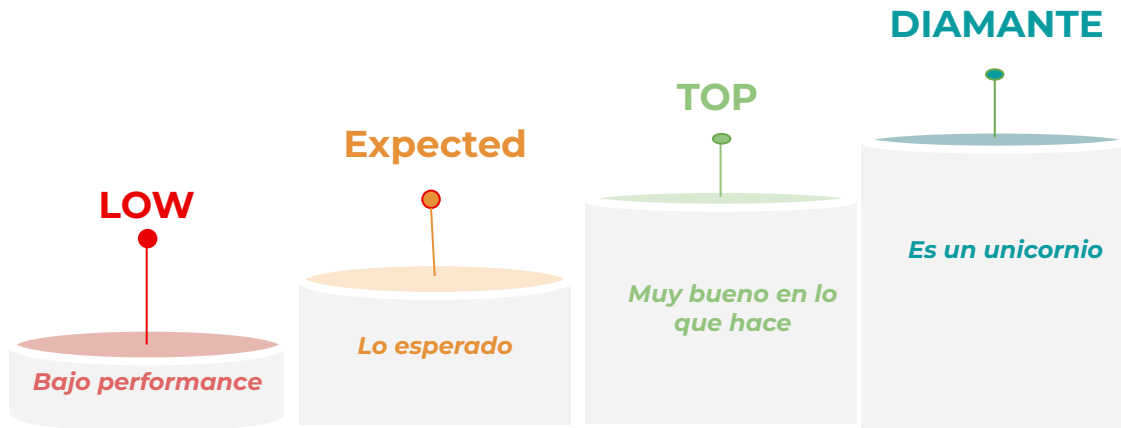 LOW
Bajo performance
Expected
Lo esperado
TOP
Muy bueno en lo
que hace
DIAMANTE
Es un unicornio